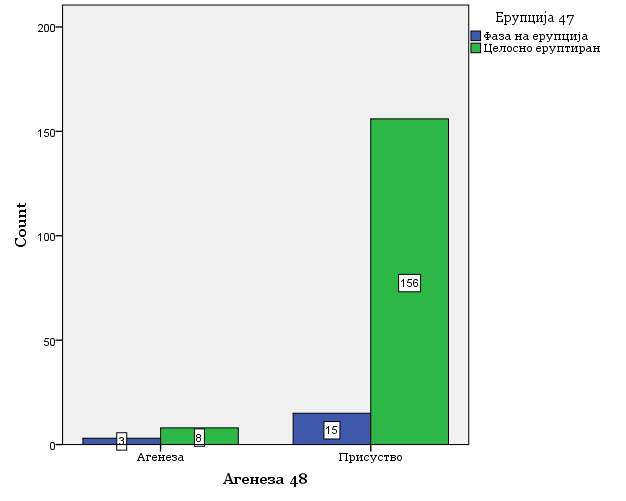 Ерупција 47
Фаза на ерупција
Целосно еруптиран
200
150
100
50
0
Count
3
8
15
156
Агенеза
Присуство
Агенеза 48